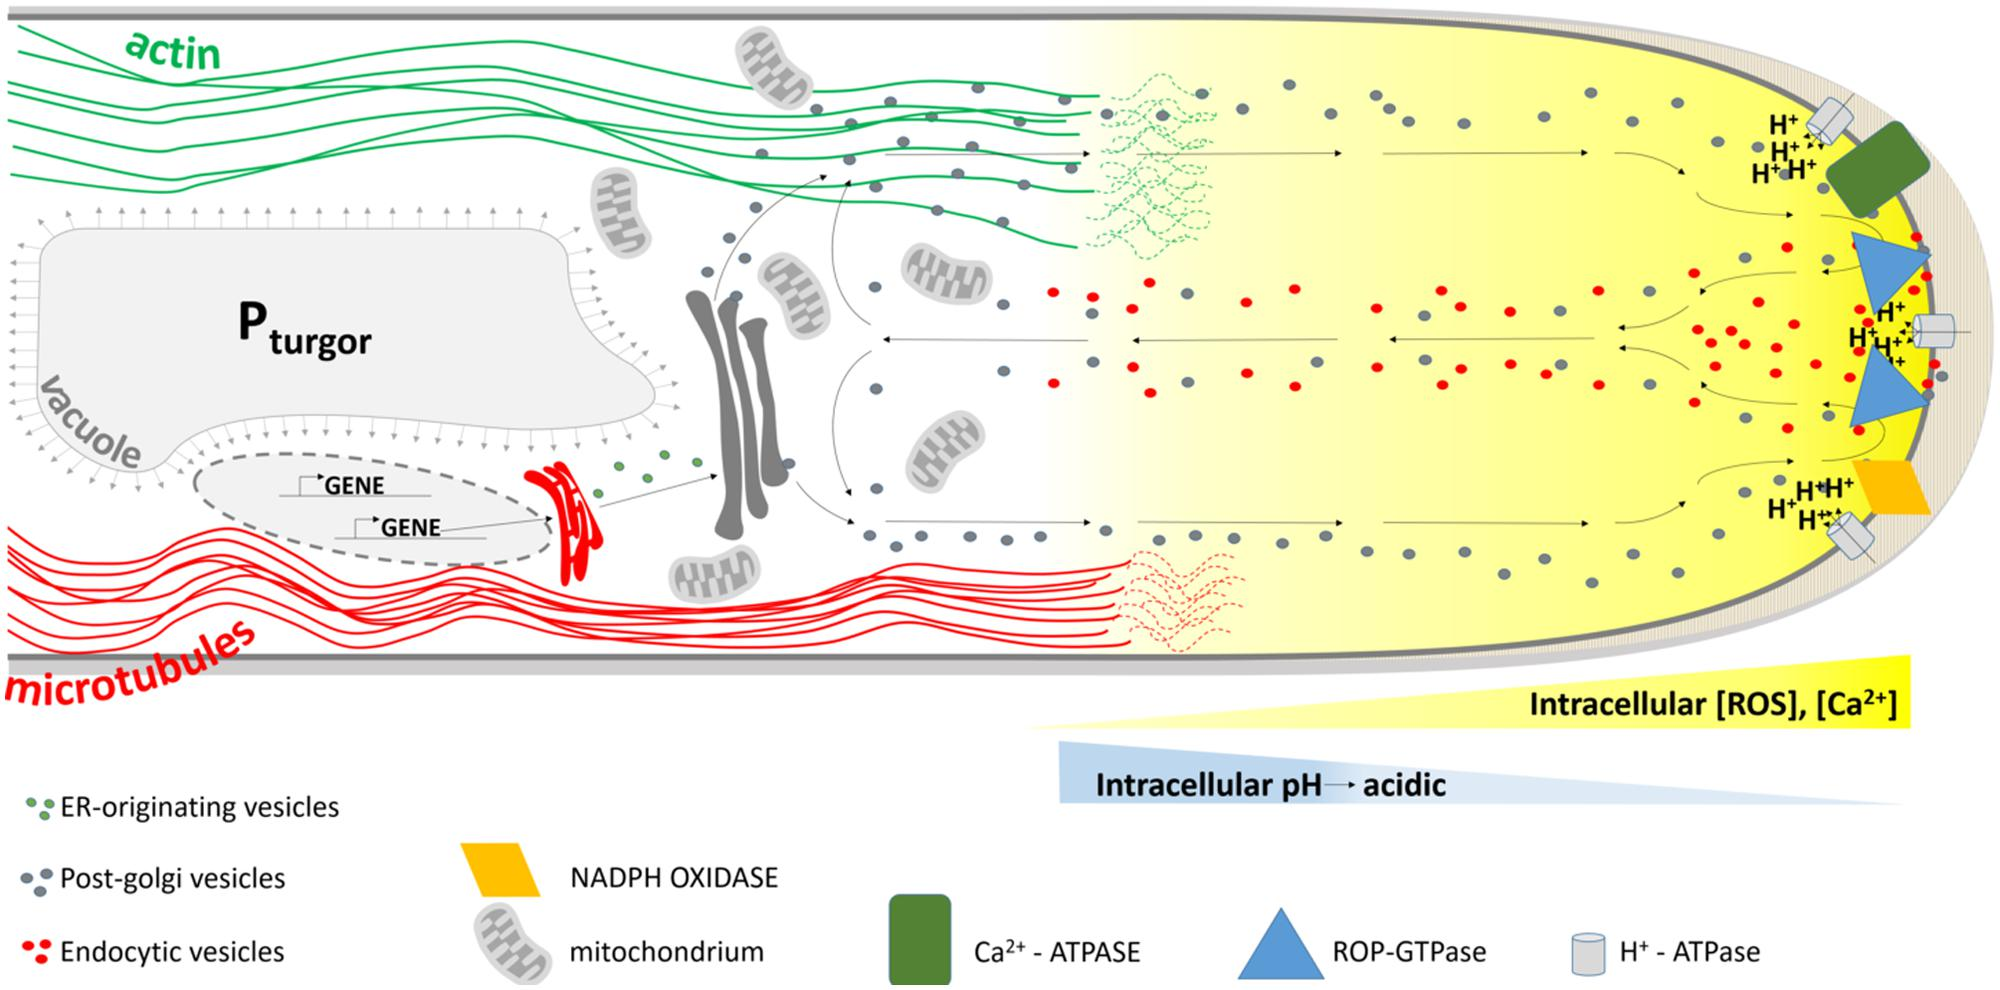 actin
H⁺
H⁺
H⁺ H⁺
P turgor
vacuole
H⁺
H⁺
H⁺
H⁺
GENE
GENE
H⁺ H⁺
H⁺
H⁺
microtubules
Intracellular [ROS], [Ca²⁺]
Intracellular pH → acidic
ER-originating vesicles
Post-golgi vesicles
NADPH OXIDASE
Endocytic vesicles
mitochondrium
Ca²⁺ - ATPASE
ROP-GTPase
H⁺ - ATPase